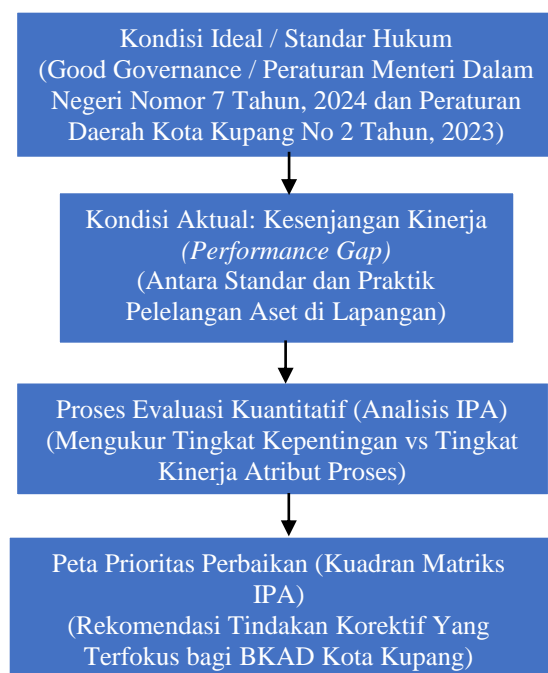 Kondisi Ideal / Standar Hukum
(Good Governance / Peraturan Menteri Dalam
Negeri Nomor 7 Tahun, 2024 dan Peraturan
Daerah Kota Kupang No 2 Tahun, 2023)
Kondisi Aktual: Kesenjangan Kinerja
(Performance Gap)
(Antara Standar dan Praktik
Pelelangan Aset di Lapangan)
Proses Evaluasi Kuantitatif (Analisis IPA)
(Mengukur Tingkat Kepentingan vs Tingkat
Kinerja Atribut Proses)
Peta Prioritas Perbaikan (Kuadran Matriks
IPA)
(Rekomendasi Tindakan Korektif Yang
Terfokus bagi BKAD Kota Kupang)